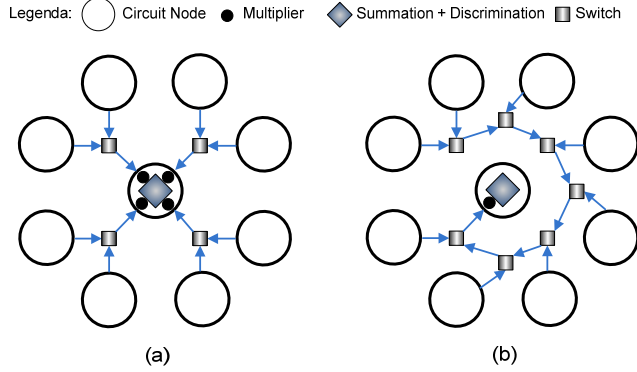 Legenda: Circuit Node Multiplier Summation + Discrimination Switch
(a) (b)